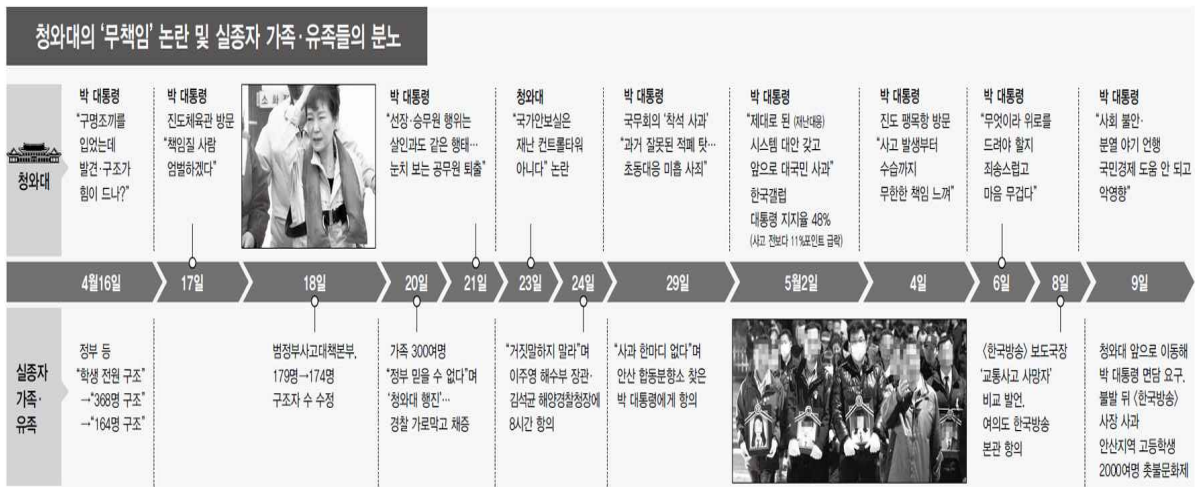 청와대의 ‘무책임’ 논란 및 실종자 가족·유족들의 분노
청와대
박 대통령
“구명조끼를
입었는데
발견·구조가
힘이 드나?”
박 대통령
진도체육관 방문
“책임질 사람
엄벌하겠다”
소화
박 대통령
“선장·승무원 행위는
살인과도 같은 행태…
눈치 보는 공무원 퇴출”
청와대
“국가안보실은
재난 컨트롤타워
아니다” 논란
박 대통령
국무회의 ‘착석 사과’
“과거 잘못된 적폐 탓…
초동대응 미흡 사죄”
박 대통령
“제대로 된 (재난대응)
시스템 대안 갖고
앞으로 대국민 사과”
한국갤럽
대통령 지지율 48%
(사고 전보다 11%포인트 급락)
박 대통령
진도 팽목항 방문
“사고 발생부터
수습까지
무한한 책임 느껴”
박 대통령
“무엇이라 위로를
드려야 할지
죄송스럽고
마음 무겁다”
박 대통령
“사회 불안·
분열 야기 언행
국민경제 도움 안 되고
악영향”
4월16일
17일
18일
20일
21일
23일
24일
29일
5월2일
4일
6일
8일
9일
실종자
가족·
유족
정부 등
“학생 전원 구조”
→“368명 구조”
→“164명 구조”
범정부사고대책본부,
179명→174명
구조자 수 수정
가족 300여명
“정부 믿을 수 없다”며
‘청와대 행진’…
경찰 가로막고 채증
“거짓말하지 말라”며
이주영 해수부 장관·
김석균 해양경찰청장에
8시간 항의
“사과 한마디 없다”며
안산 합동분향소 찾은
박 대통령에게 항의
〈한국방송〉 보도국장
‘교통사고 사망자’
비교 발언,
여의도 한국방송
본관 항의
청와대 앞으로 이동해
박 대통령 면담 요구,
불발 뒤 〈한국방송〉
사장 사과
안산지역 고등학생
2000여명 촛불문화제